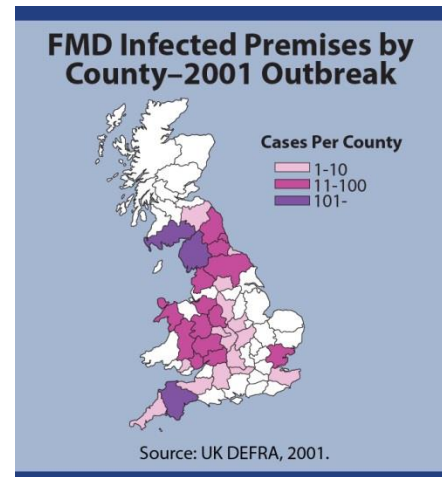 FMD Infected Premises by
County–2001 Outbreak
Cases Per County
1-10
11-100
101-
Source: UK DEFRA, 2001.